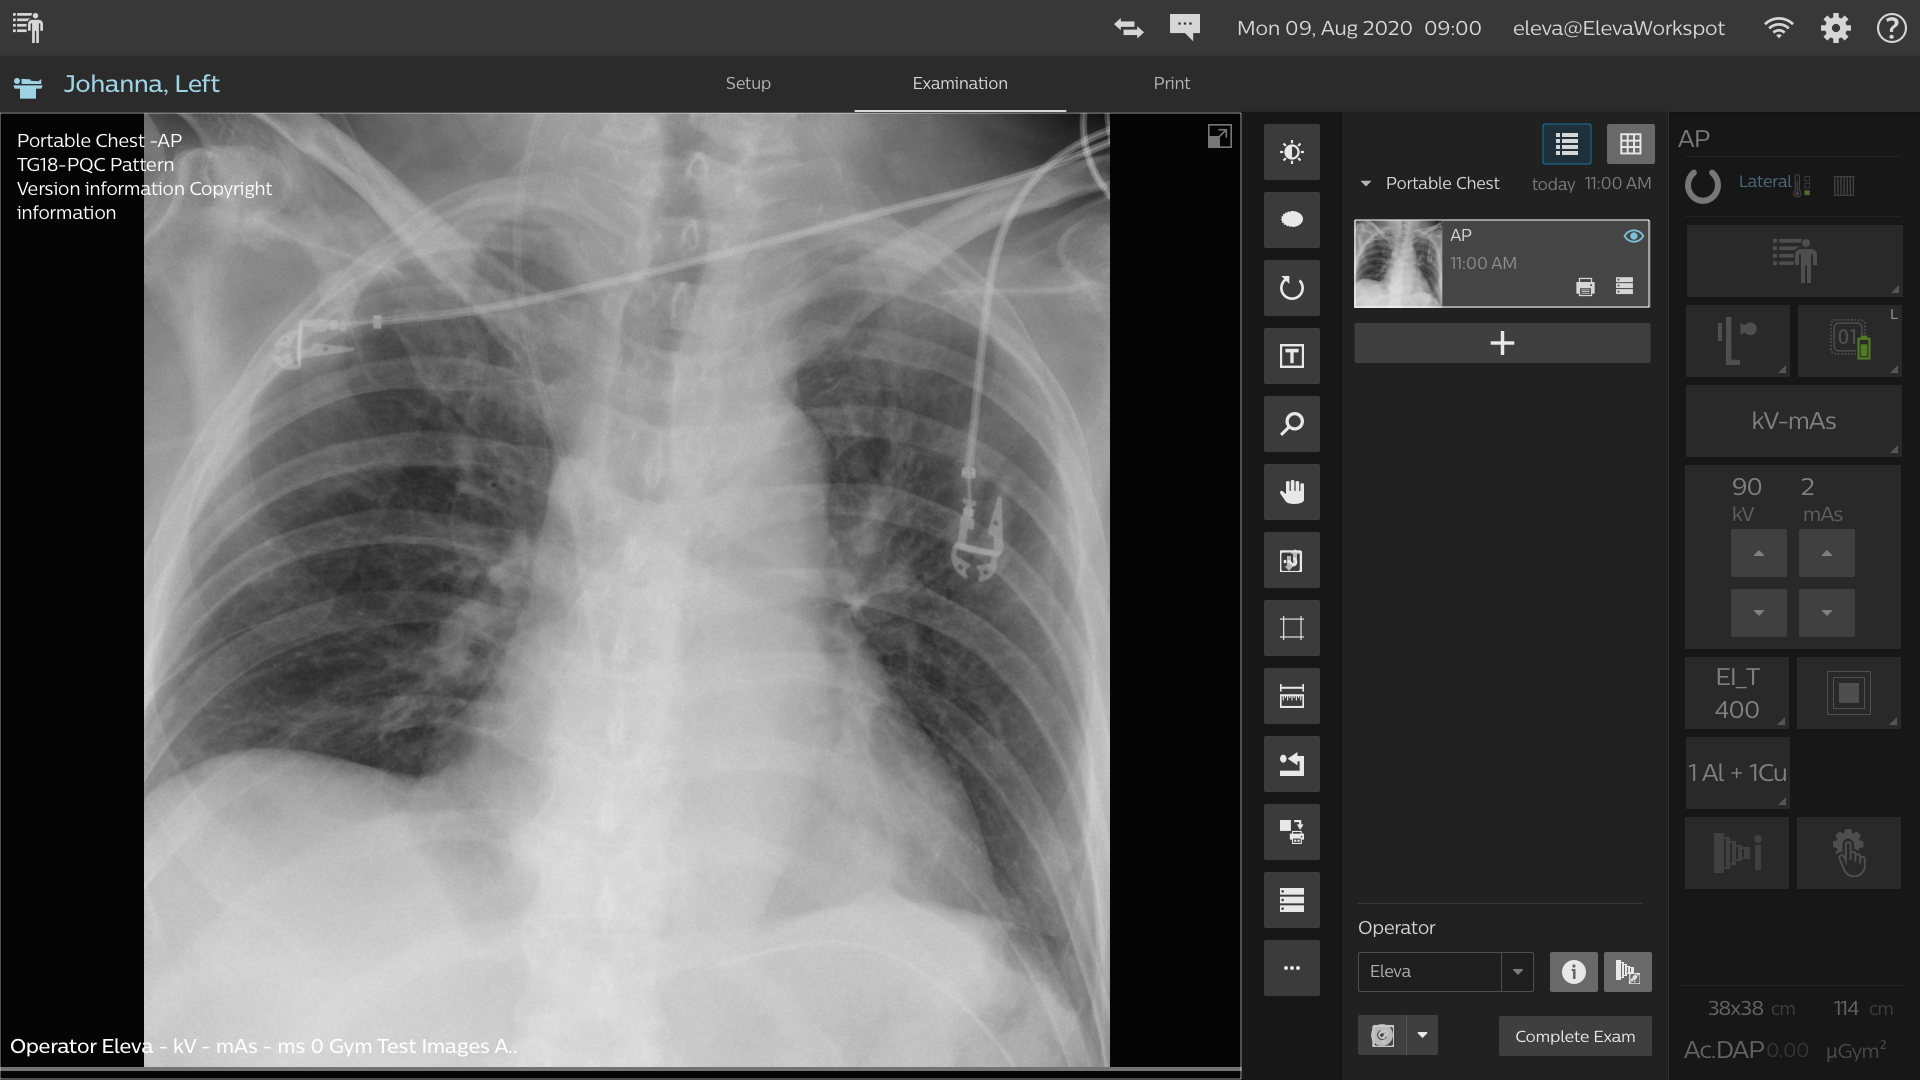 Mon 09, Aug 2020 09:00
eleva@ElevaWorkspot
Johanna, Left
Setup
Examination
Print
Portable Chest -AP
TG18-PQC Pattern
Version information Copyright
information
Operator Eleva - kV - mAs - ms 0 Gym Test Images A..
T
Portable Chest today 11:00 AM
AP
11:00 AM
Operator
Eleva
Complete Exam
AP
Lateral
01
L
kV-mAs
90 2
kV mAs
EI_T
400
1 Al + 1Cu
38x38 cm 114 cm
Ac.DAP 0.00 µGym²